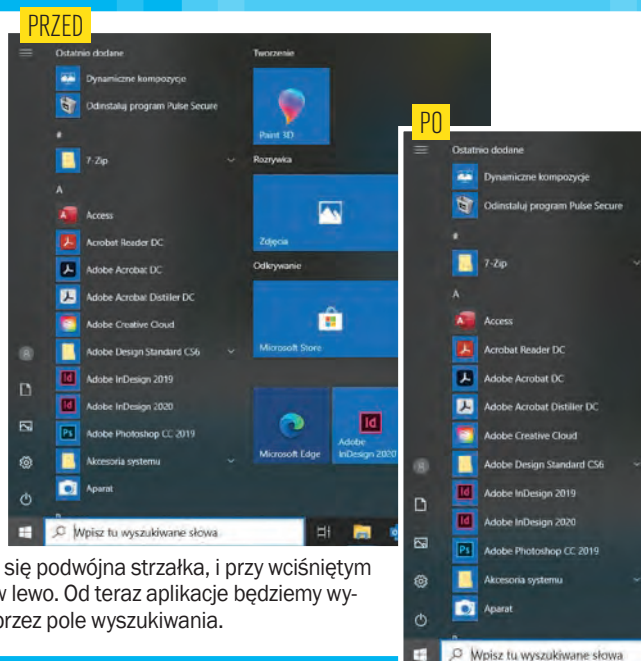 PRZED
Ostatnio dodane
Dynamiczne kompozycje
Odinstaluj program Pulse Secure
#
7-Zip
A
Access
Acrobat Reader DC
Adobe Acrobat DC
Adobe Acrobat Distiller DC
Adobe Creative Cloud
Adobe Design Standard CS6
Adobe InDesign 2019
Adobe InDesign 2020
Adobe Photoshop CC 2019
Akcesoria systemu
Aparat
Wpisz tu wyszukiwane słowa
Tworzenie
Paint 3D
Rozrywka
Zdjęcia
Odkrywanie
Microsoft Store
Microsoft Edge
Id
Adobe
InDesign 2020
PO
Ostatnio dodane
Dynamiczne kompozycje
Odinstaluj program Pulse Secure
#
7-Zip
A
Access
Acrobat Reader DC
Adobe Acrobat DC
Adobe Acrobat Distiller DC
Adobe Creative Cloud
Adobe Design Standard CS6
Adobe InDesign 2019
Adobe InDesign 2020
Adobe Photoshop CC 2019
Akcesoria systemu
Aparat
Wpisz tu wyszukiwane słowa
się podwójna strzałka, i przy wciśniętym
lewo. Od teraz aplikacje będziemy wy-
przez pole wyszukiwania.